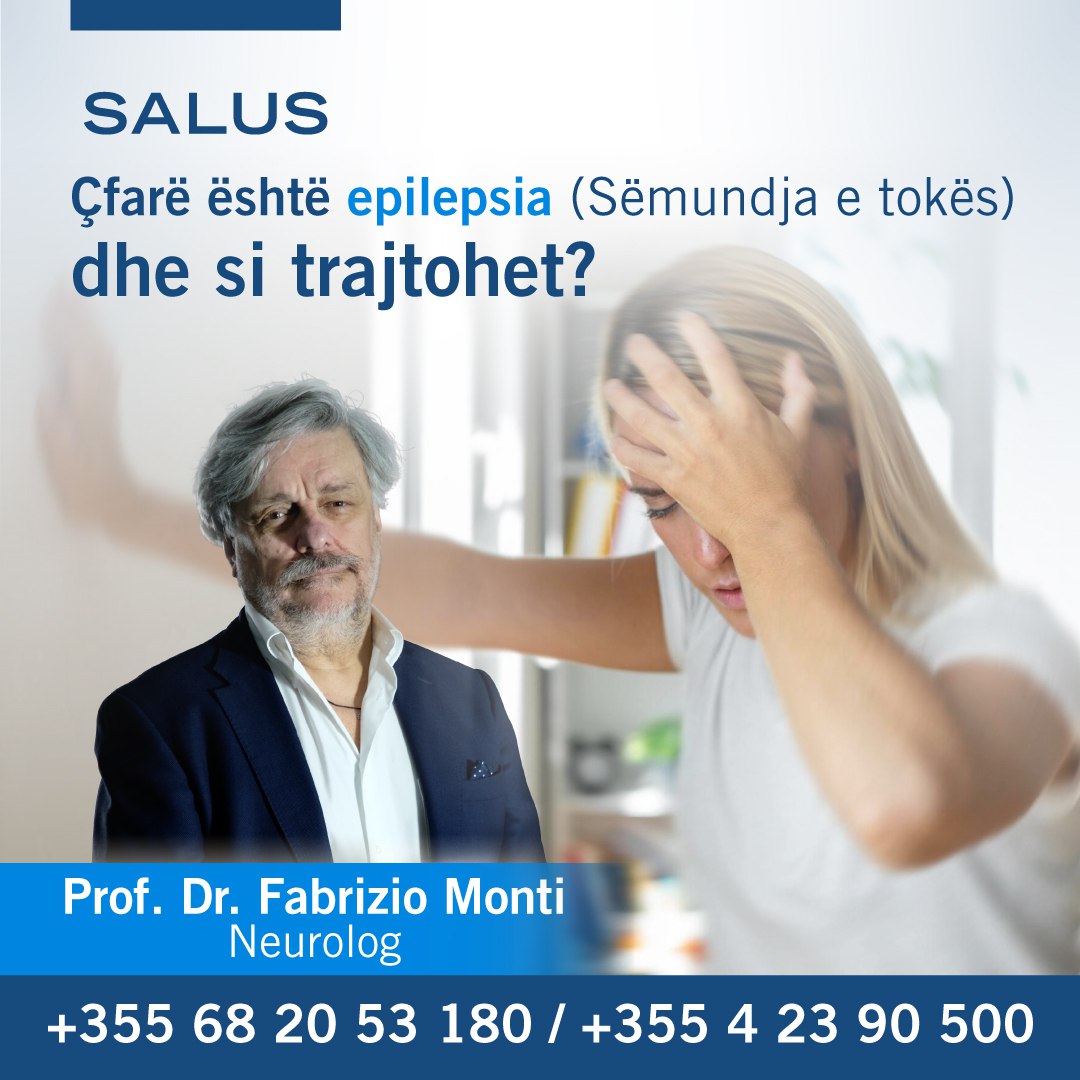 SALUS
Çfarë është epilepsia (Sëmundja e tokës)
dhe si trajtohet?
Prof. Dr. Fabrizio Monti
Neurolog
+355 68 20 53 180 / +355 4 23 90 500